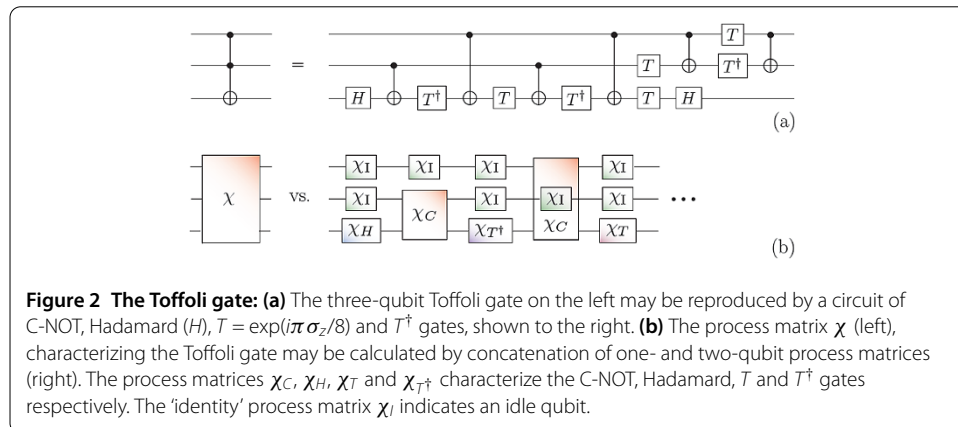 = H T† T T† T T H T T†
(a)
χI χI χI χI
χ vs. χI χC χI χI χI •••
χH χT† χC χT
(b)
Figure 2 The Toffoli gate: (a) The three-qubit Toffoli gate on the left may be reproduced by a circuit of
C-NOT, Hadamard (H), T = exp(iπσz/8) and T† gates, shown to the right. (b) The process matrix χ (left),
characterizing the Toffoli gate may be calculated by concatenation of one- and two-qubit process matrices
(right). The process matrices χC, χH, χT and χT† characterize the C-NOT, Hadamard, T and T† gates
respectively. The ‘identity’ process matrix χI indicates an idle qubit.